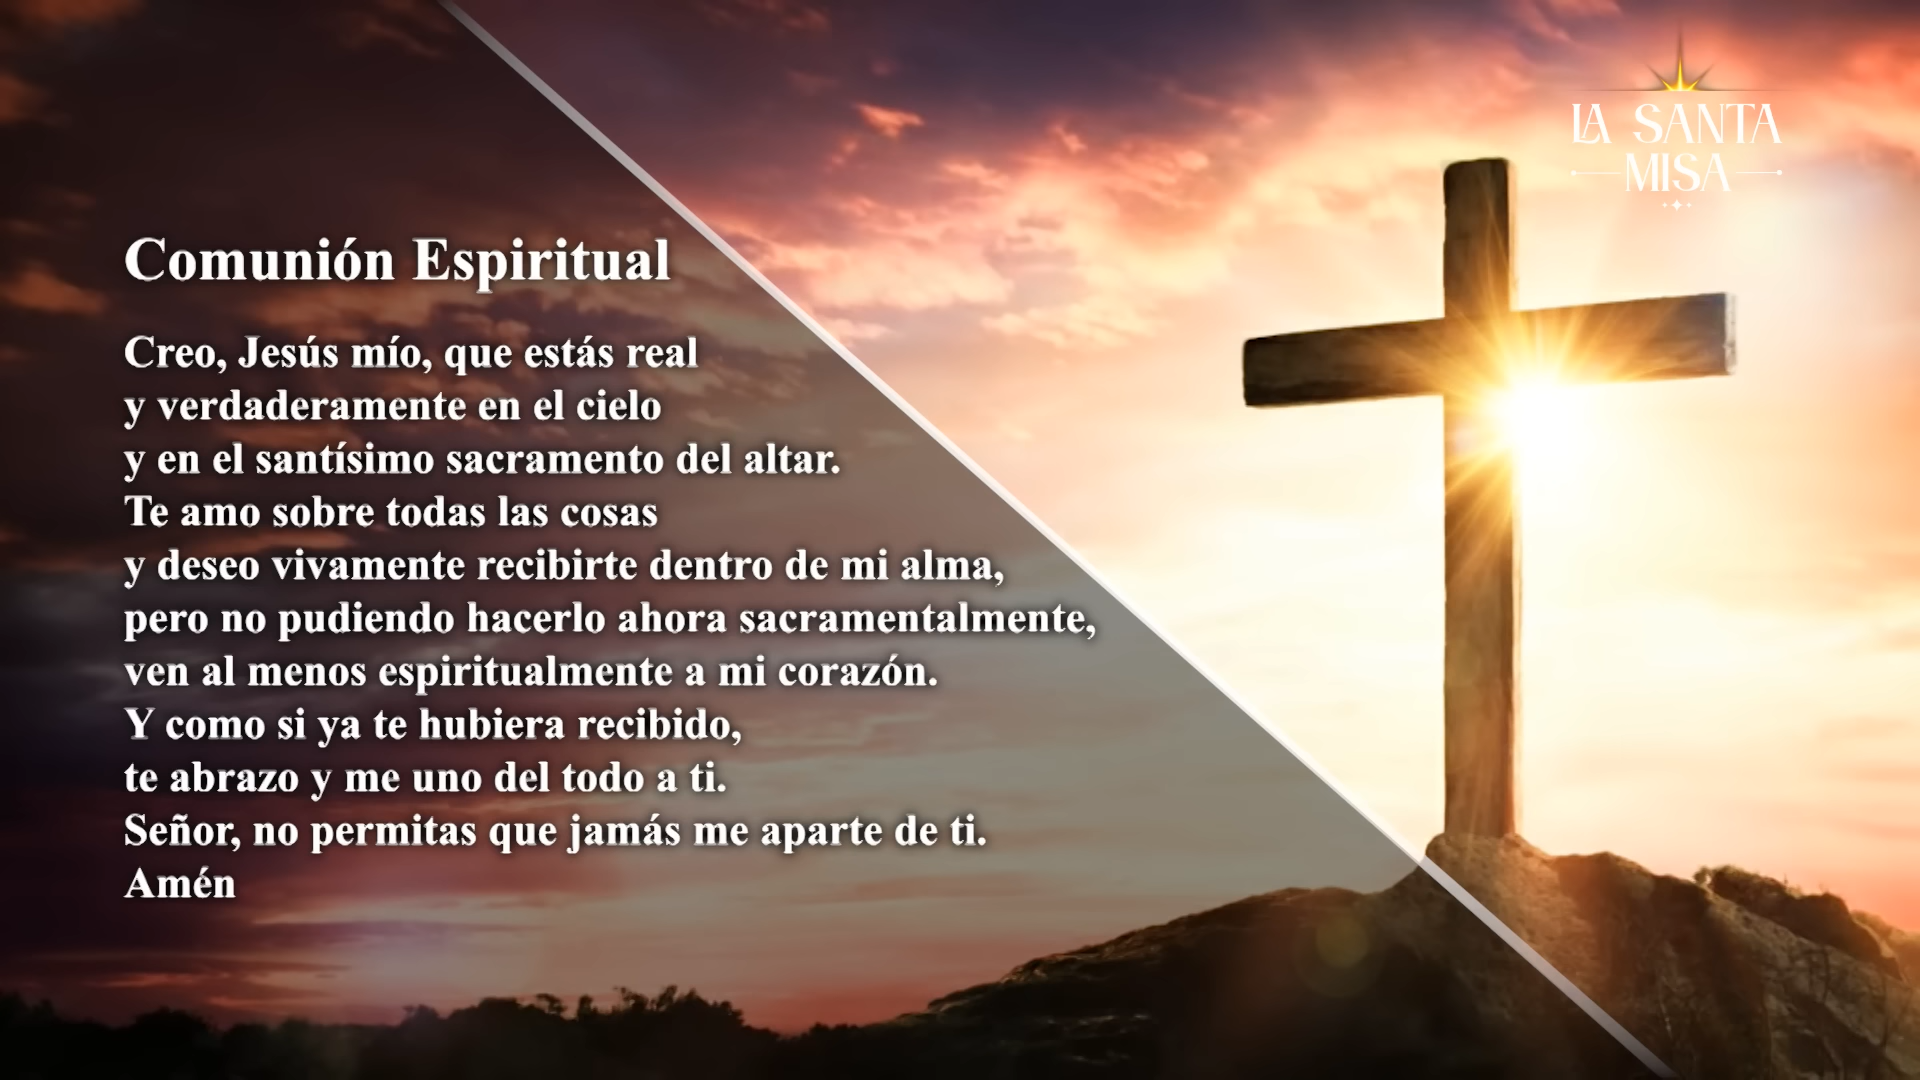 LA SANTA
MISA
Comunión Espiritual
Creo, Jesús mío, que estás real
y verdaderamente en el cielo
y en el santísimo sacramento del altar.
Te amo sobre todas las cosas
y deseo vivamente recibirte dentro de mi alma,
pero no pudiendo hacerlo ahora sacramentalmente,
ven al menos espiritualmente a mi corazón.
Y como si ya te hubiera recibido,
te abrazo y me uno del todo a ti.
Señor, no permitas que jamás me aparte de ti.
Amén